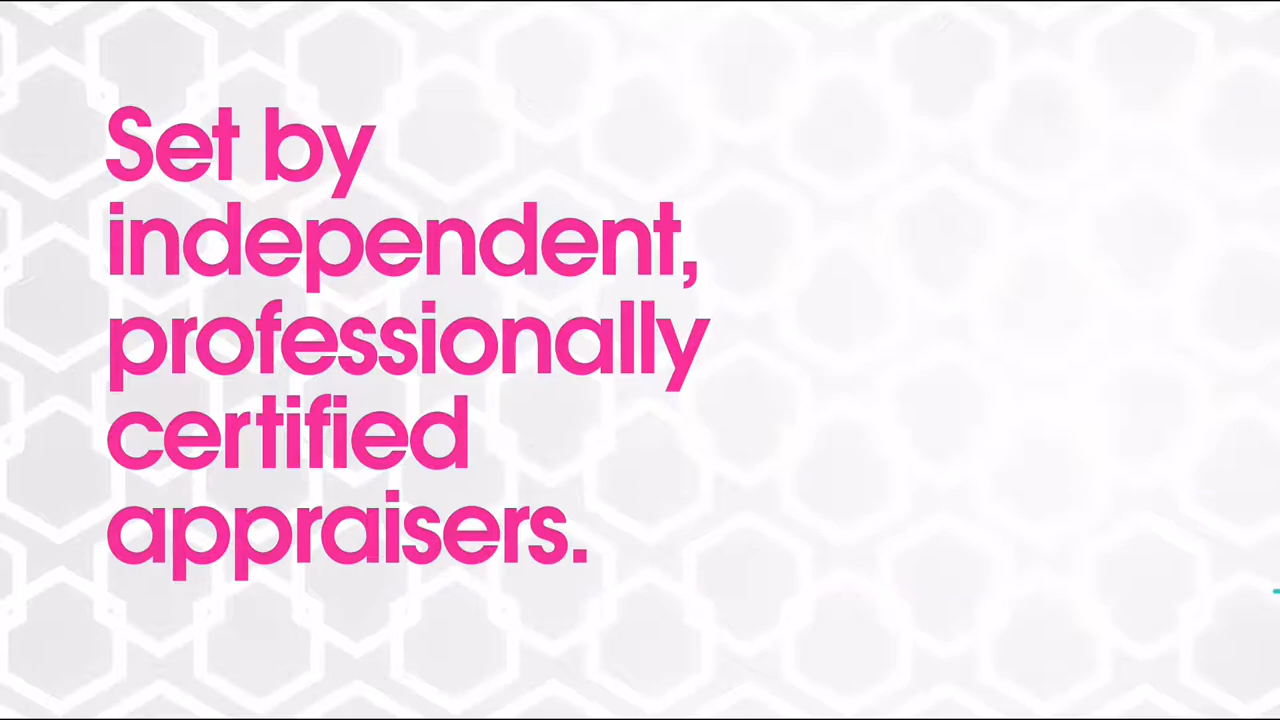 Set by
independent,
professionally
certified
appraisers.